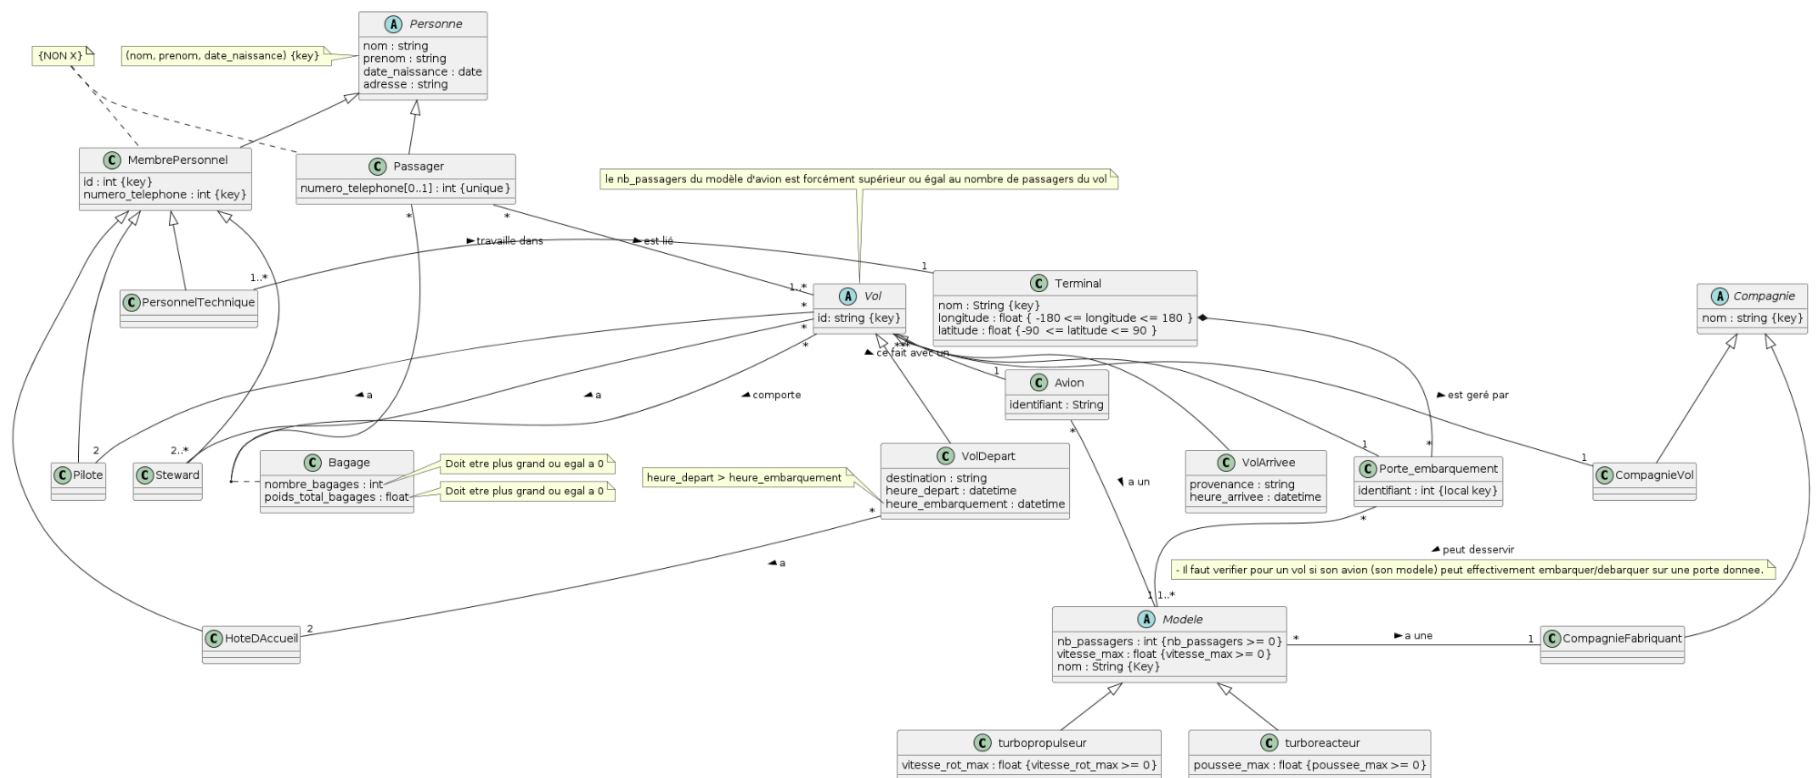 A Personne
nom : string
prenom : string
date_naissance : date
adresse : string
{NON X}
(nom, prenom, date_naissance) {key}
C MembrePersonnel
id : int {key}
numero_telephone : int {key}
C Passager
numero_telephone[0..1] : int {unique}
le nb_passagers du modèle d'avion est forcément supérieur ou égal au nombre de passagers du vol
*
*
travaille dans
est lié
1
1..*
1..*
C PersonnelTechnique
A Vol
id: string {key}
C Terminal
nom : String {key}
longitude : float { -180 <= longitude <= 180 }
latitude : float {-90 <= latitude <= 90 }
A Compagnie
nom : string {key}
*
*
*
***
ce fait avec un
1
C Avion
identifiant : String
a
a
comporte
est geré par
*
*
1
1
2
2..*
C Pilote
C Steward
C Bagage
nombre_bagages : int
poids_total_bagages : float
Doit etre plus grand ou egal a 0
Doit etre plus grand ou egal a 0
heure_depart > heure_embarquement
C VolDepart
destination : string
heure_depart : datetime
heure_embarquement : datetime
a un
C VolArrivee
provenance : string
heure_arrivee : datetime
C Porte_embarquement
identifiant : int {local key}
C CompagnieVol
*
*
a
peut desservir
- Il faut verifier pour un vol si son avion (son modele) peut effectivement embarquer/debarquer sur une porte donnee.
1
1..*
2
C HoteDAccueil
A Modele
nb_passagers : int {nb_passagers >= 0}
vitesse_max : float {vitesse_max >= 0}
nom : String {Key}
*
a une
1
C CompagnieFabriquant
C turbopropulseur
vitesse_rot_max : float {vitesse_rot_max >= 0}
C turboreacteur
poussee_max : float {poussee_max >= 0}